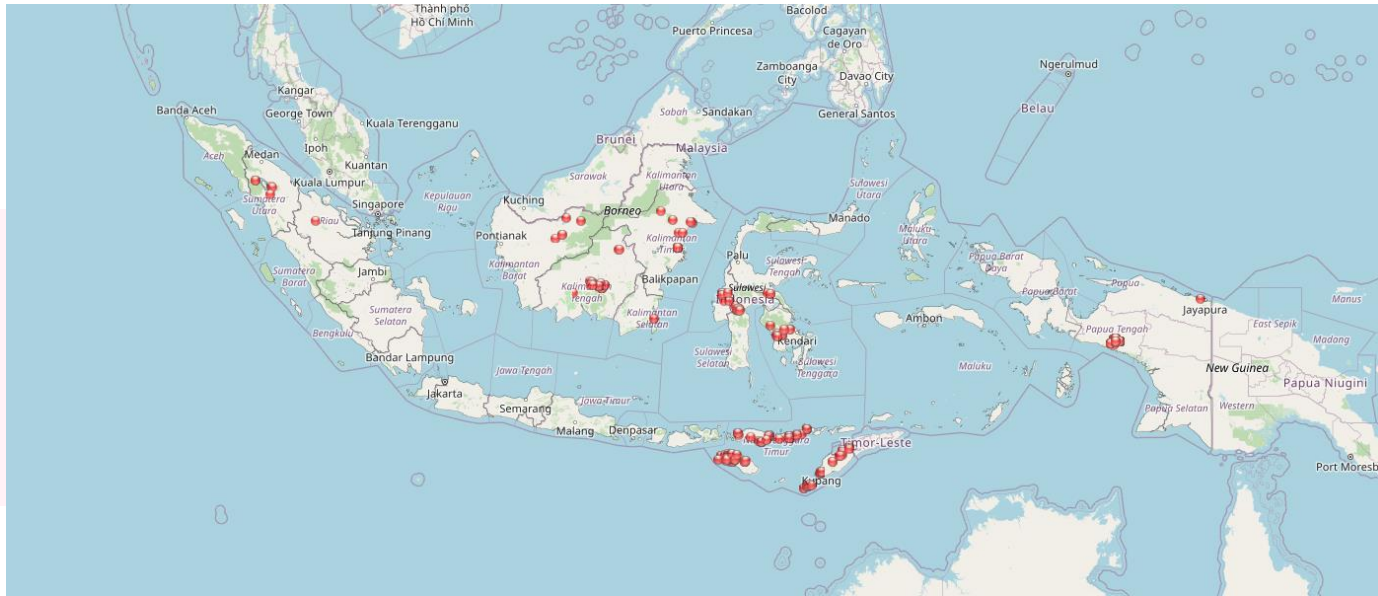 Thành phố
Hồ Chí Minh
Bacolod
Puerto Princesa
Cagayan
de Oro
Zamboanga
City
Davao City
Ngerulmud
Kangar
Banda Aceh
George Town
Kuala Terengganu
Sandakan
General Santos
Belau
Sabah
Brunei
Malaysia
Ipoh
Aceh
Medan
Kuantan
Kuala Lumpur
Sarawak
Kalimantan
Utara
Sulawesi
Utara
Kepulauan
Riau
Kuching
Sumatera
Utara
Singapore
Borneo
Manado
Riau
Tanjung Pinang
Pontianak
Maluku
Utara
Palu
Sulawesi
Tengah
Papua Barat
Daya
Kalimantan
Barat
Sumatera
Barat
Jambi
Balikpapan
Kalimantan
Tengah
Sulawesi
Indonesia
Papua Barat
Papua
Manus
Jayapura
Sumatera
Selatan
Kalimantan
Selatan
Ambon
Papua Tengah
East Sepik
Bengkulu
Kendari
Madang
Bandar Lampung
Sulawesi
Selatan
Sulawesi
Tenggara
Maluku
New Guinea
Jawa Tengah
Papua Niugini
Jakarta
Jawa Timur
Semarang
Papua Selatan
Western
Malang
Denpasar
Timur
Timor-Leste
Kupang
Port Moresb